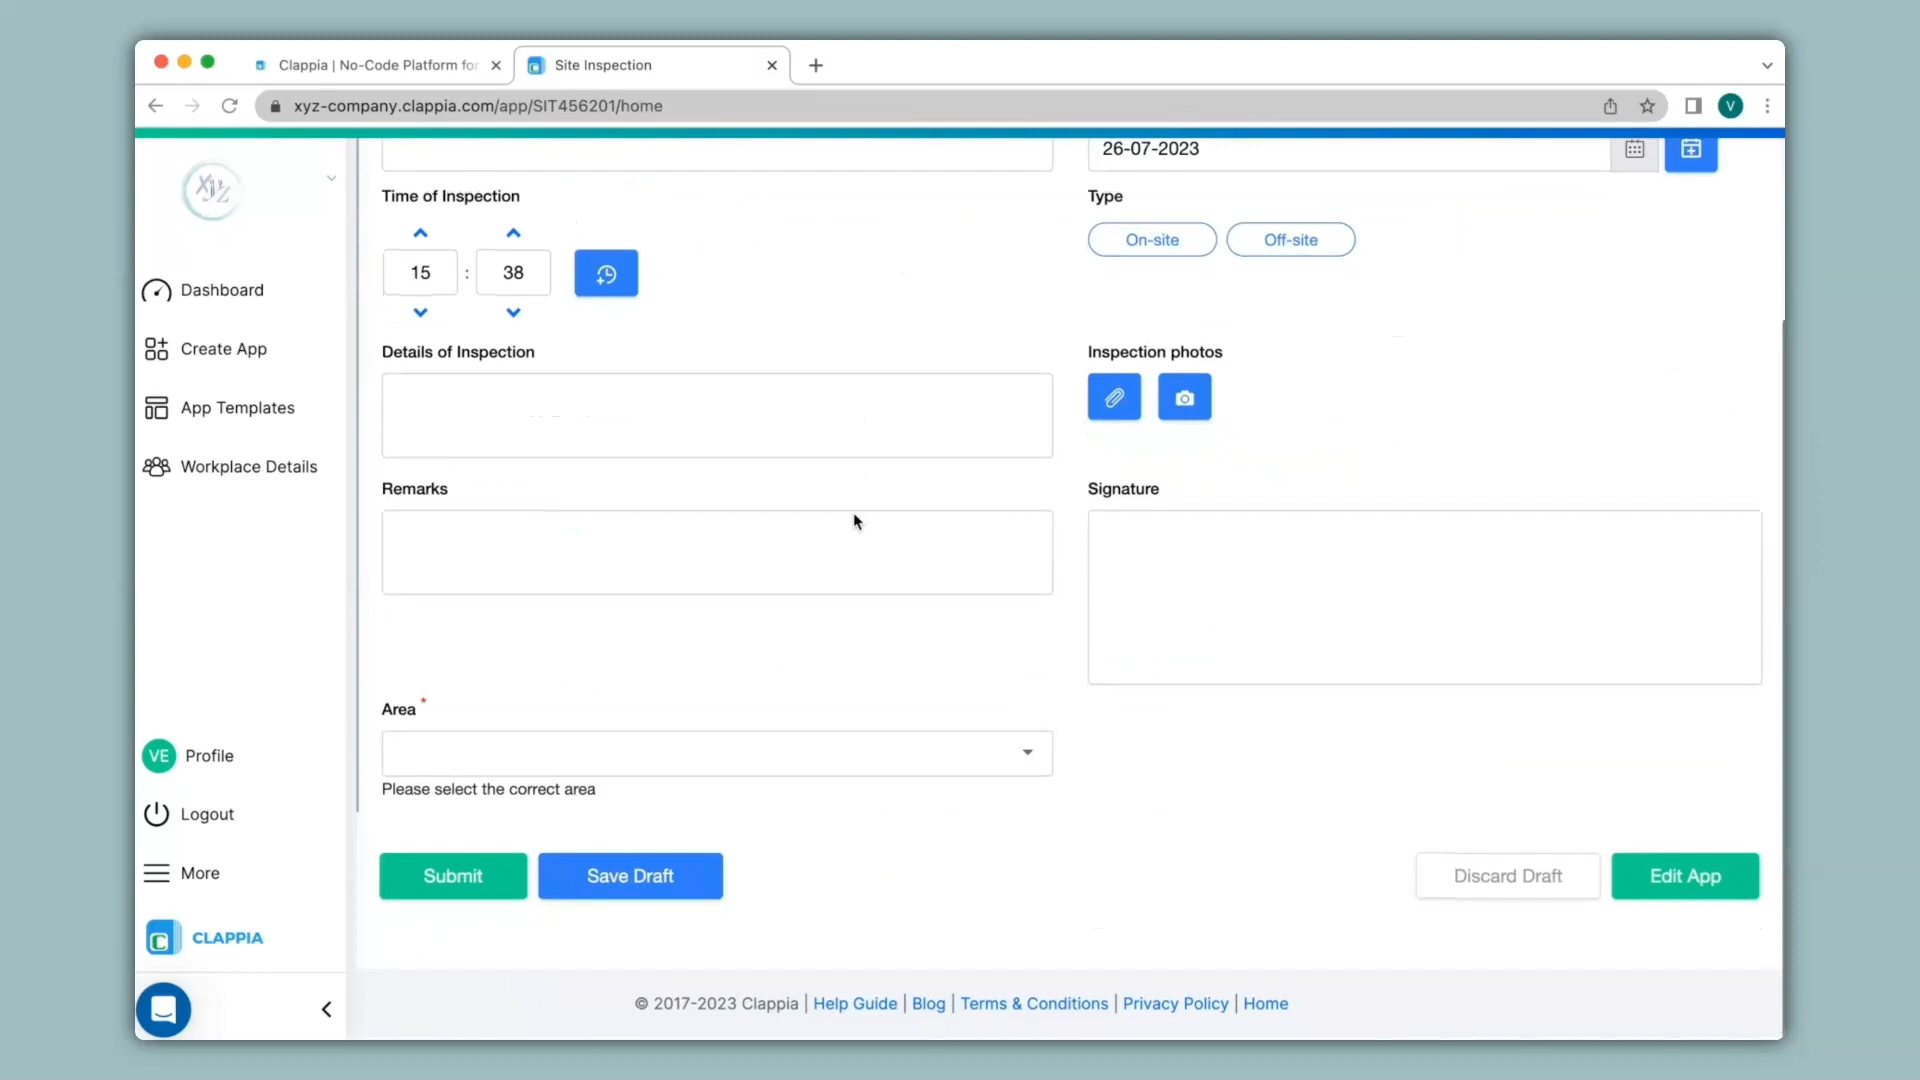 Clappia | No-Code Platform for
Site Inspection
xyz-company.clappia.com/app/SIT456201/home
V
XYZ
26-07-2023
Time of Inspection
Type
15 : 38
On-site
Off-site
Dashboard
Create App
App Templates
Workplace Details
Details of Inspection
Inspection photos
Remarks
Signature
Area *
Please select the correct area
VE Profile
Logout
More
CLAPPIA
Submit
Save Draft
Discard Draft
Edit App
© 2017-2023 Clappia | Help Guide | Blog | Terms & Conditions | Privacy Policy | Home